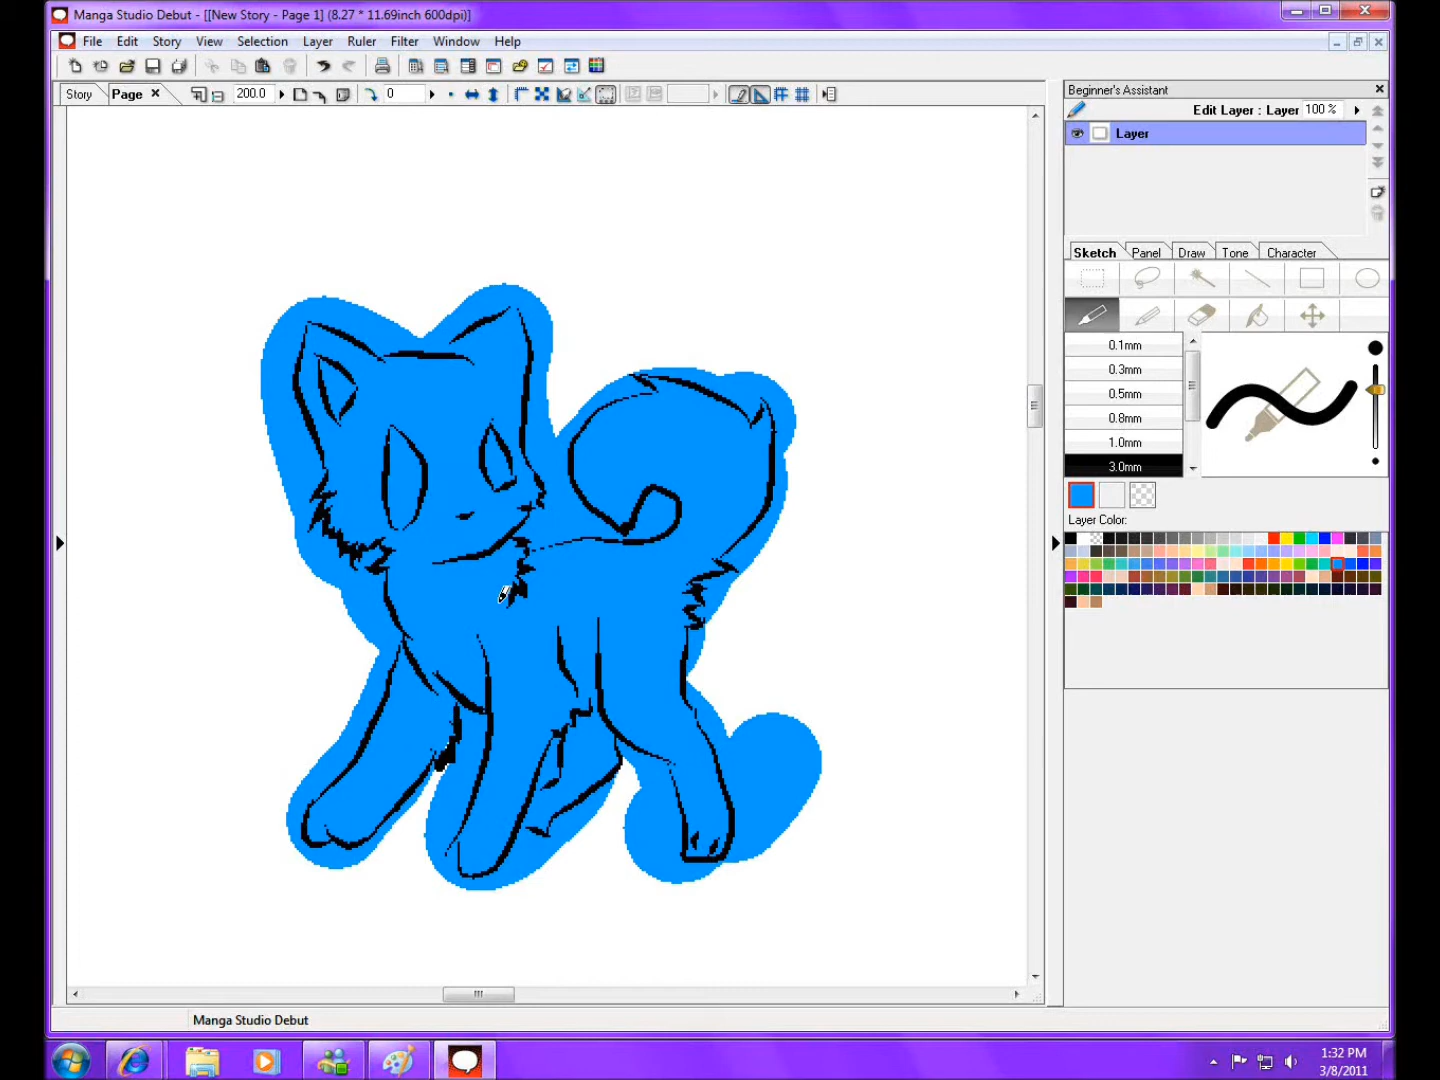 Manga Studio Debut - [[New Story - Page 1] (8.27 * 11.69inch 600dpi)]
File Edit Story View Selection Layer Ruler Filter Window Help
Story Page 200.0 0
Beginner's Assistant
Edit Layer : Layer 100 %
Layer
Sketch Panel Draw Tone Character
0.1mm
0.3mm
0.5mm
0.8mm
1.0mm
3.0mm
Layer Color:
Manga Studio Debut
1:32 PM
3/8/2011